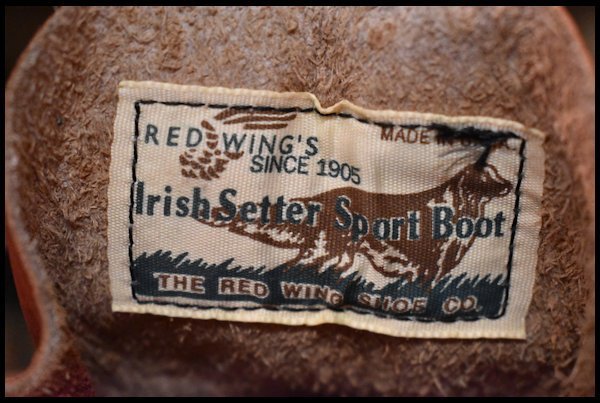 RED WING'S
MADE IN U.S.A.
SINCE 1905
Irish Setter Sport Boot
THE RED WING SHOE CO.